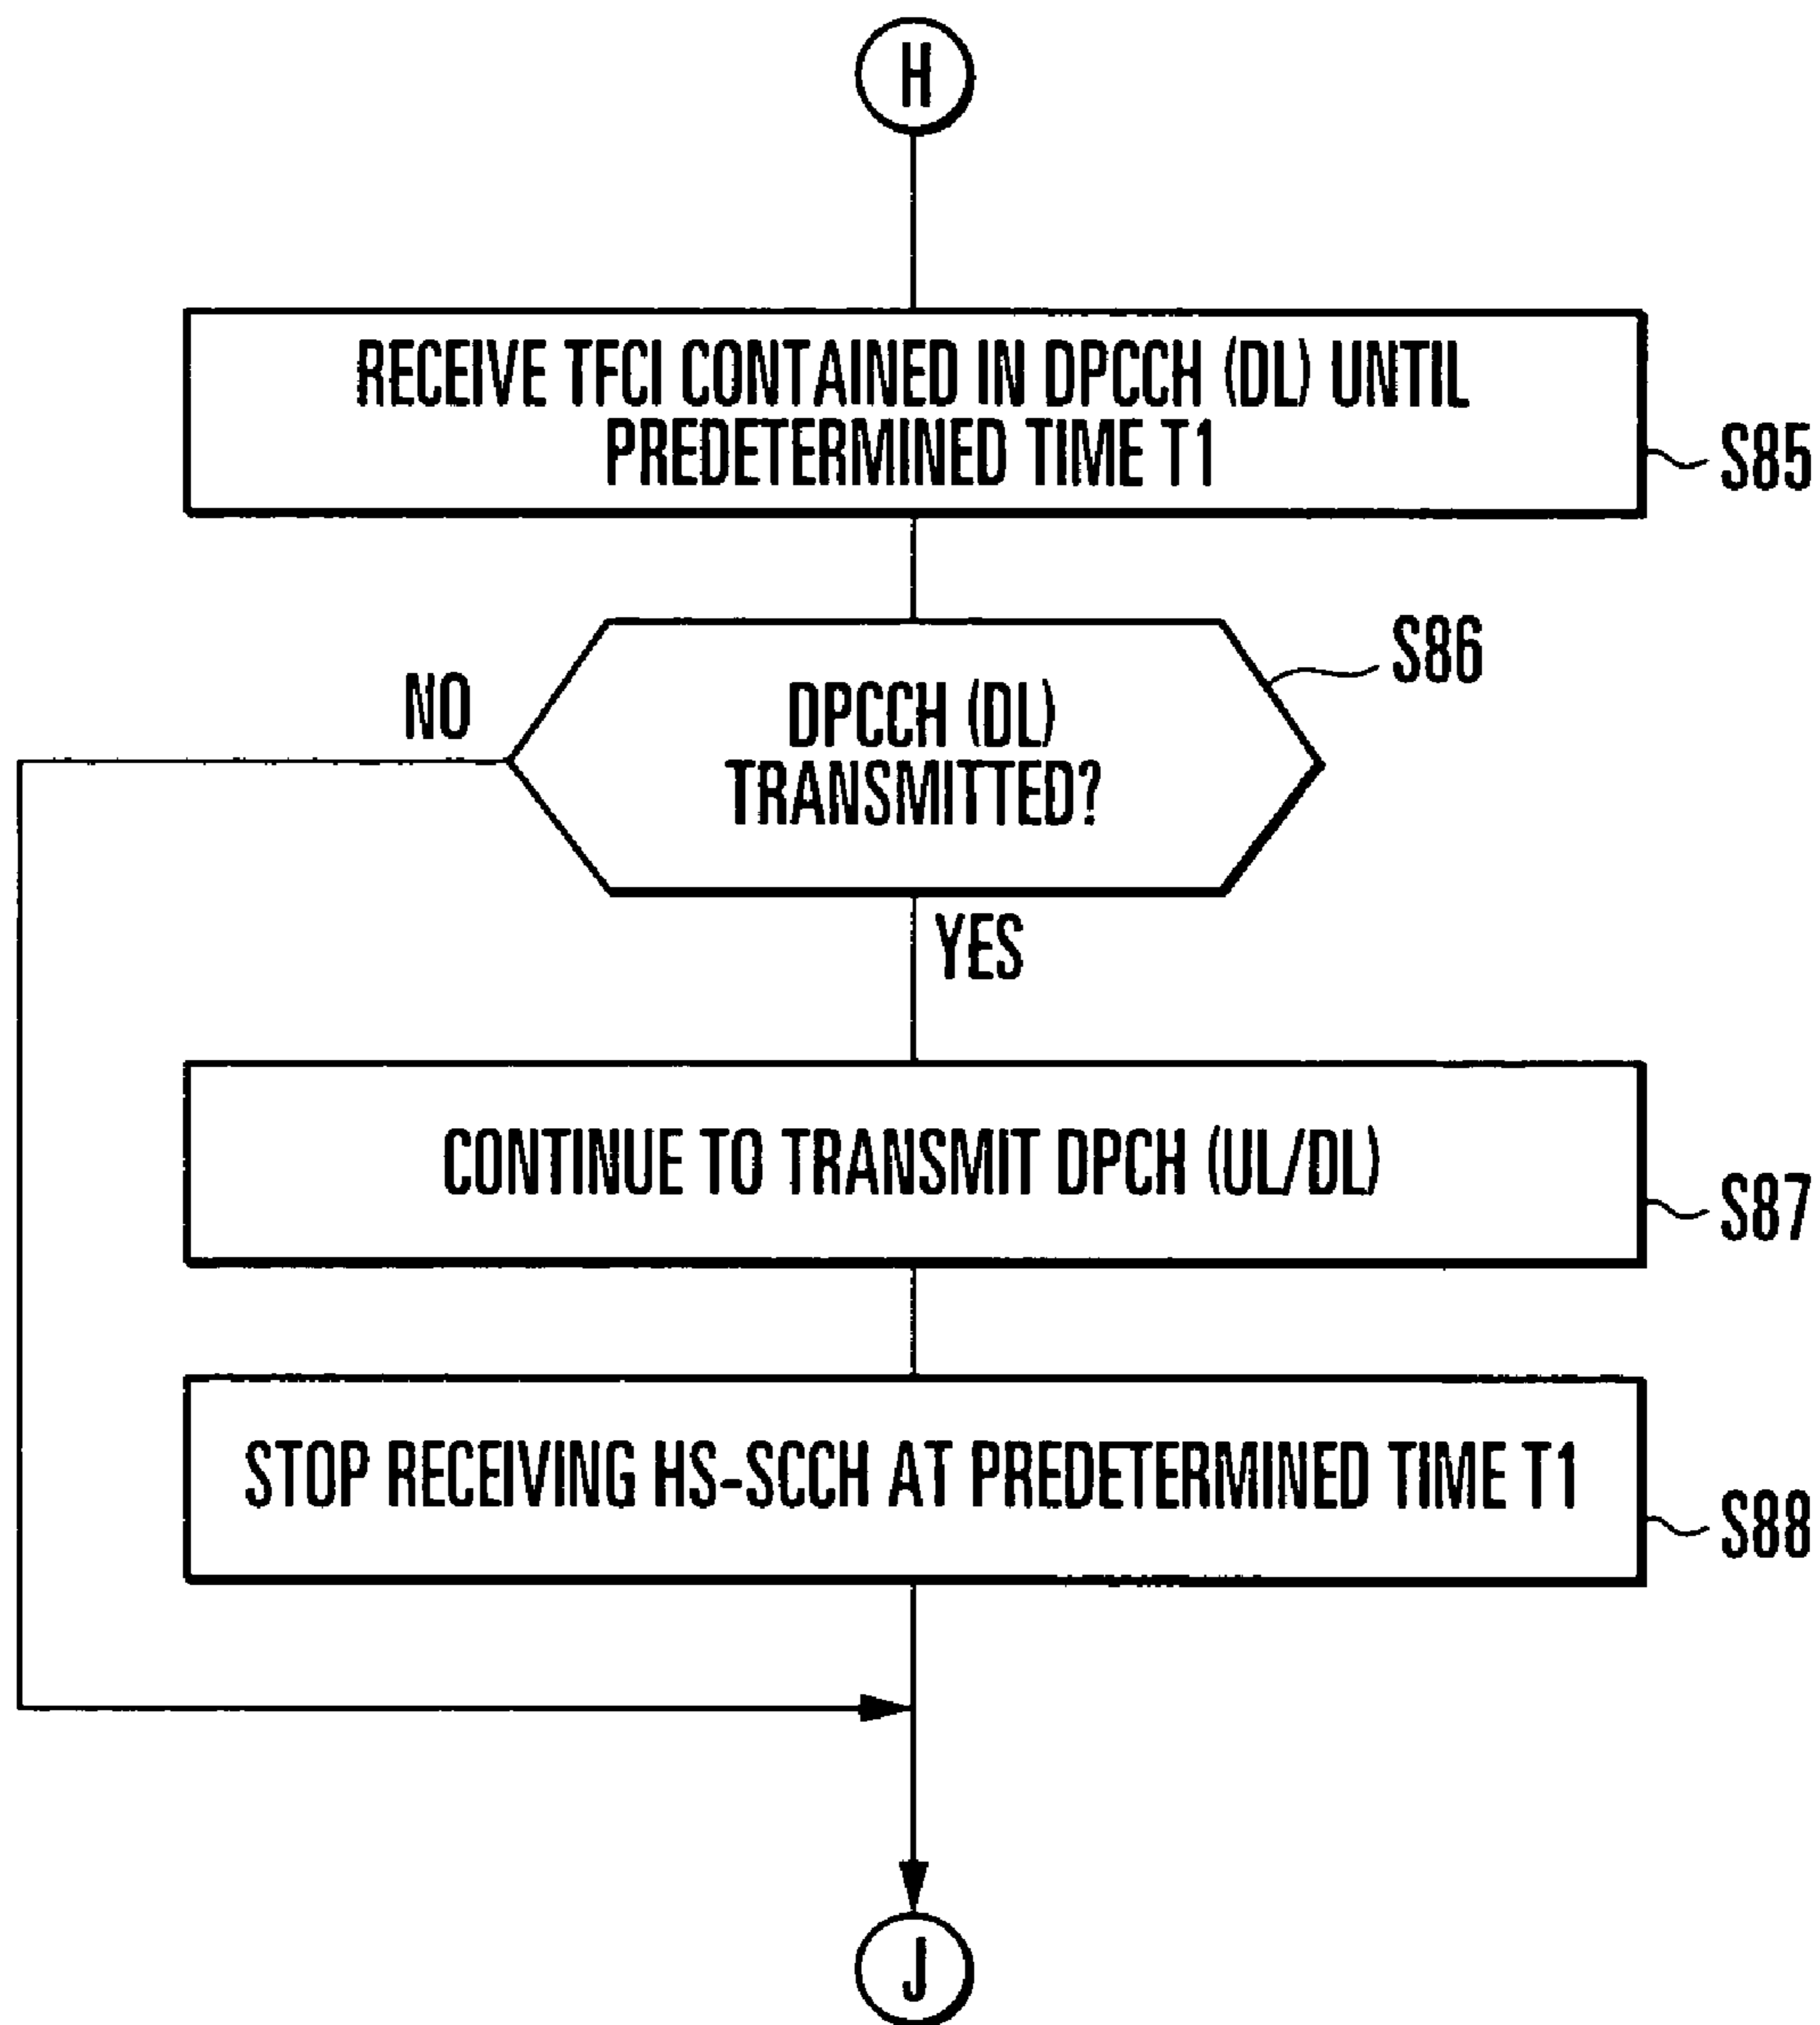 H
RECEIVE TFCI CONTAINED IN DPCCH (DL) UNTIL
PREDETERMINED TIME T1
S85
S86
NO
DPCCH (DL)
TRANSMITTED?
YES
CONTINUE TO TRANSMIT DPCH (UL/DL)
S87
STOP RECEIVING HS-SCCH AT PREDETERMINED TIME T1
S88
J